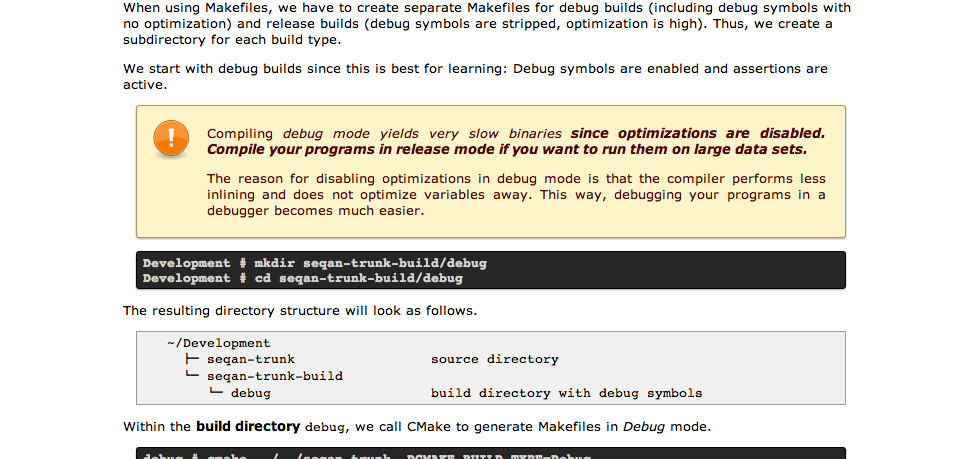 When using Makefiles, we have to create separate Makefiles for debug builds (including debug symbols with
no optimization) and release builds (debug symbols are stripped, optimization is high). Thus, we create a
subdirectory for each build type.
We start with debug builds since this is best for learning: Debug symbols are enabled and assertions are
active.
Compiling debug mode yields very slow binaries since optimizations are disabled.
Compile your programs in release mode if you want to run them on large data sets.
The reason for disabling optimizations in debug mode is that the compiler performs less
inlining and does not optimize variables away. This way, debugging your programs in a
debugger becomes much easier.
Development # mkdir seqan-trunk-build/debug
Development # cd seqan-trunk-build/debug
The resulting directory structure will look as follows.
~/Development
├─ seqan-trunk source directory
└─ seqan-trunk-build
└─ debug build directory with debug symbols
Within the build directory debug, we call CMake to generate Makefiles in Debug mode.
debug # cmake ../../seqan-trunk -DCMAKE_BUILD_TYPE=Debug